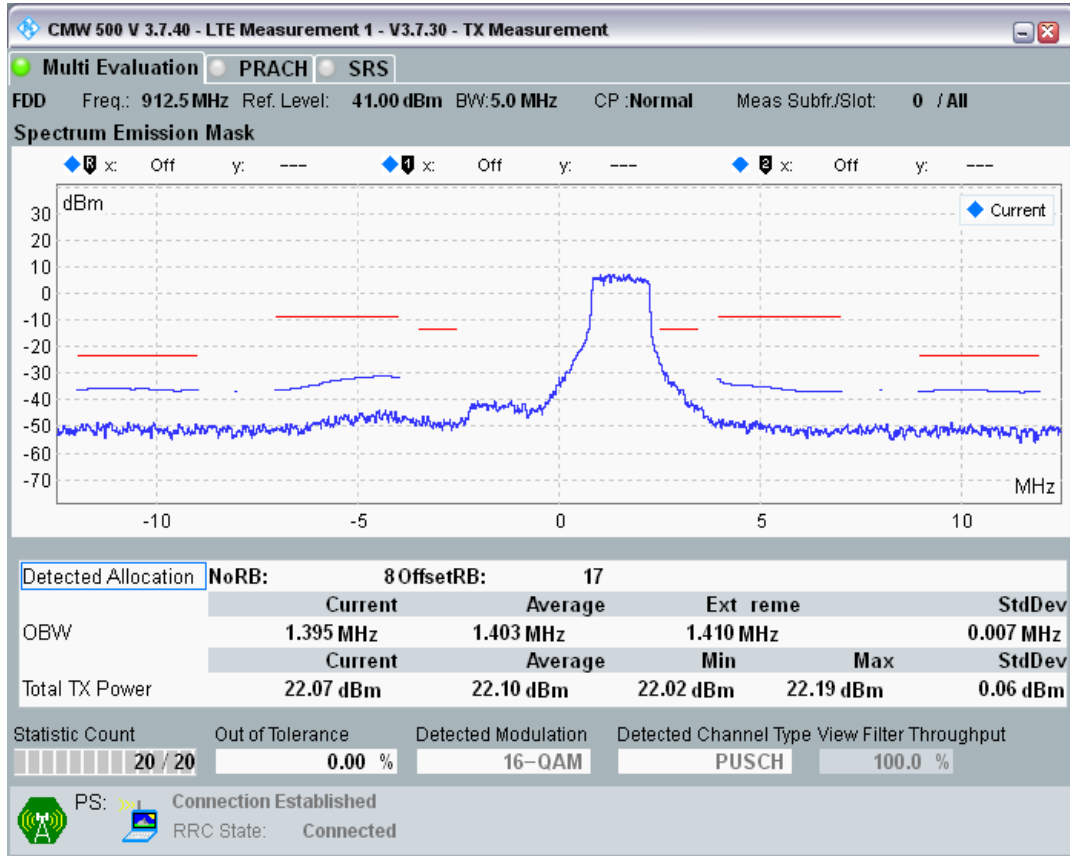 CMW 500 V 3.7.40 - LTE Measurement 1 - V3.7.30 - TX Measurement
Multi Evaluation PRACH SRS
FDD Freq.: 912.5 MHz Ref. Level: 41.00 dBm BW:5.0 MHz CP :Normal Meas Subfr./Slot: 0 / All
Spectrum Emission Mask
R x: Off y: --- 1 x: Off y: --- 2 x: Off y: ---
dBm
Current
30
20
10
0
-10
-20
-30
-40
-50
-60
-70
MHz
-10 -5 0 5 10
Detected Allocation NoRB: 8 OffsetRB: 17
Current Average Ext reme StdDev
OBW 1.395 MHz 1.403 MHz 1.410 MHz 0.007 MHz
Current Average Min Max StdDev
Total TX Power 22.07 dBm 22.10 dBm 22.02 dBm 22.19 dBm 0.06 dBm
Statistic Count Out of Tolerance Detected Modulation Detected Channel Type View Filter Throughput
20 / 20 0.00 % 16-QAM PUSCH 100.0 %
PS: Connection Established
RRC State: Connected